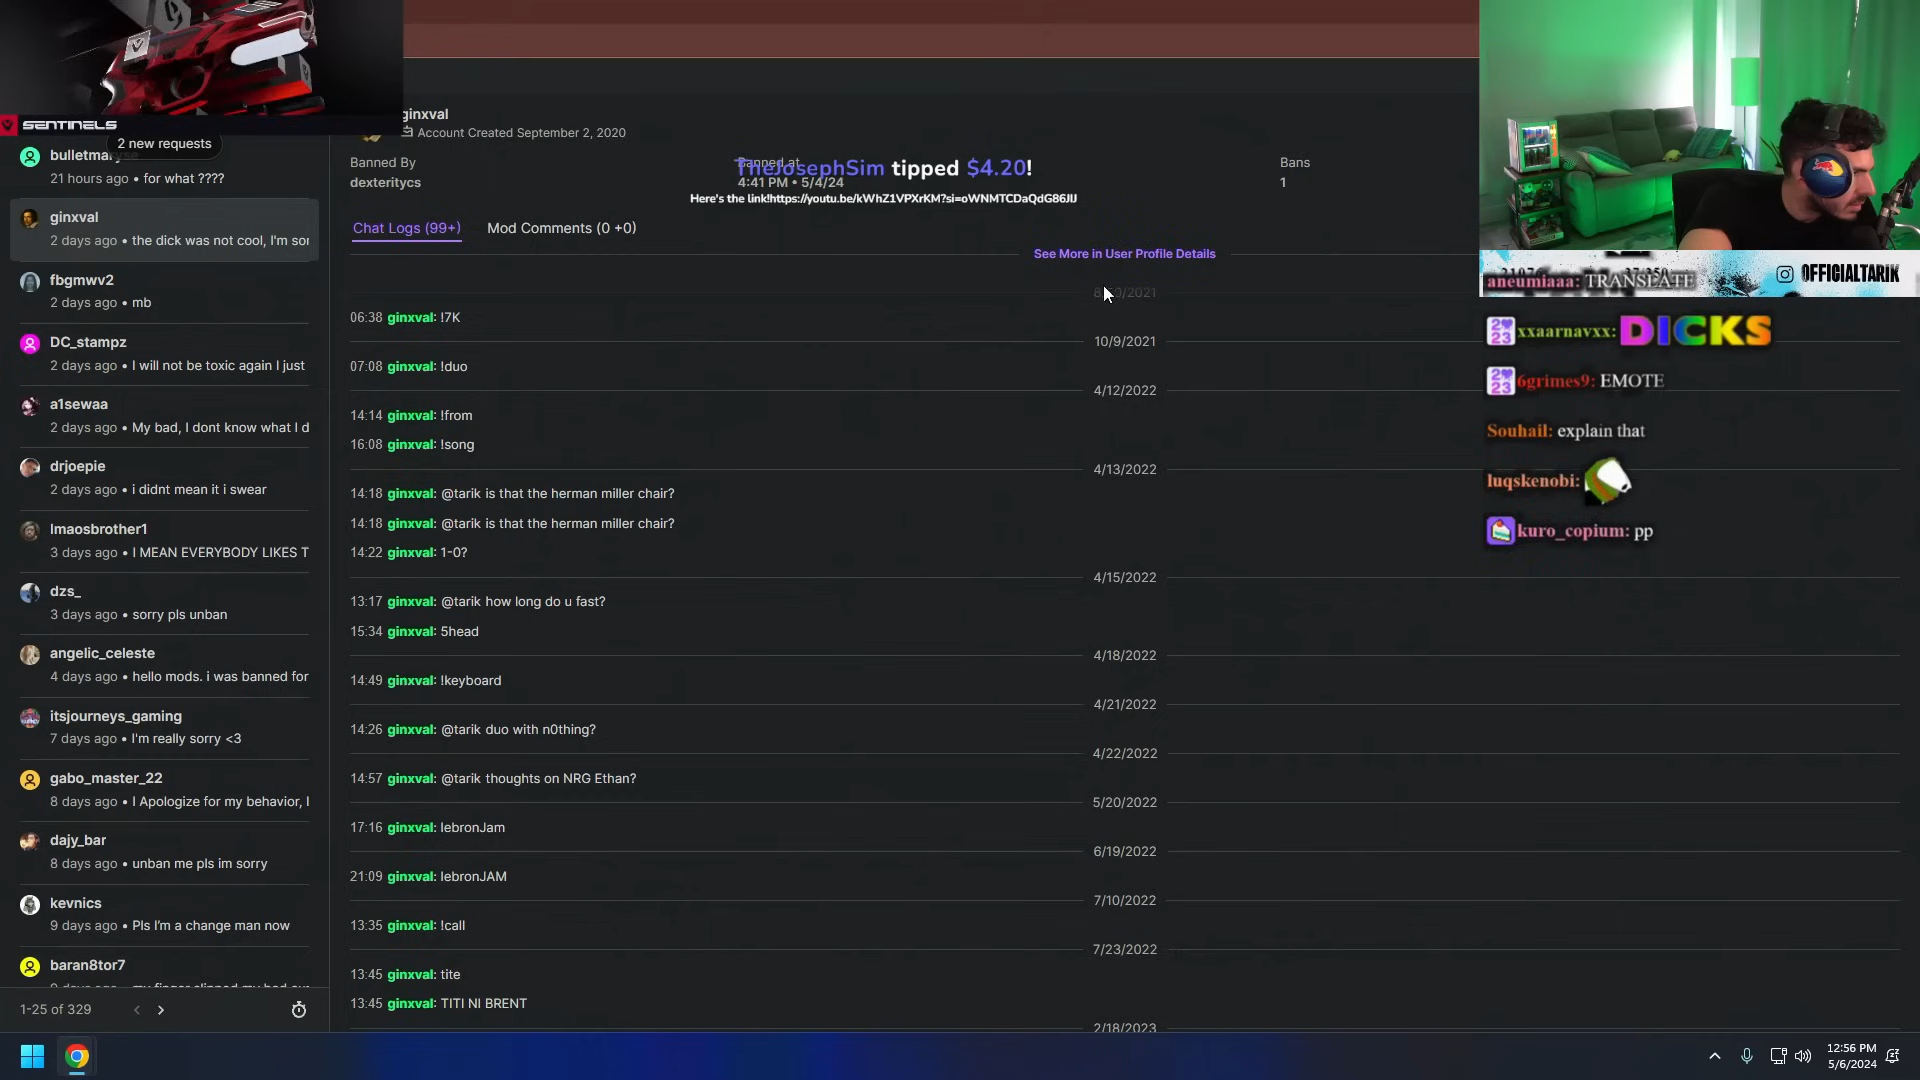 SENTINELS
2 new requests
bulletmaryse
21 hours ago • for what ????
ginxval
2 days ago • the dick was not cool, I'm sor
fbgmwv2
2 days ago • mb
DC_stampz
2 days ago • I will not be toxic again I just
a1sewaa
2 days ago • My bad, I dont know what I d
drjoepie
2 days ago • i didnt mean it i swear
lmaosbrother1
3 days ago • I MEAN EVERYBODY LIKES T
dzs_
3 days ago • sorry pls unban
angelic_celeste
4 days ago • hello mods. i was banned for
itsjourneys_gaming
7 days ago • I'm really sorry <3
gabo_master_22
8 days ago • I Apologize for my behavior, I
dajy_bar
8 days ago • unban me pls im sorry
kevnics
9 days ago • Pls I'm a change man now
baran8tor7
1-25 of 329
ginxval
Account Created September 2, 2020
Banned By
dexteritycs
Banned at
4:41 PM • 5/4/24
Bans
1
TheJosephSim tipped $4.20!
Here's the link!https://youtu.be/kWhZ1VPXrKM?si=oWNMTCDaQdG86JIJ
Chat Logs (99+)
Mod Comments (0 +0)
See More in User Profile Details
06:38 ginxval: !7K
10/9/2021
07:08 ginxval: !duo
4/12/2022
14:14 ginxval: !from
16:08 ginxval: !song
4/13/2022
14:18 ginxval: @tarik is that the herman miller chair?
14:18 ginxval: @tarik is that the herman miller chair?
14:22 ginxval: 1-0?
4/15/2022
13:17 ginxval: @tarik how long do u fast?
15:34 ginxval: 5head
4/18/2022
14:49 ginxval: !keyboard
4/21/2022
14:26 ginxval: @tarik duo with n0thing?
4/22/2022
14:57 ginxval: @tarik thoughts on NRG Ethan?
5/20/2022
17:16 ginxval: lebronJam
6/19/2022
21:09 ginxval: lebronJAM
7/10/2022
13:35 ginxval: !call
7/23/2022
13:45 ginxval: tite
13:45 ginxval: TITI NI BRENT
2/18/2023
OFFICIALTARIK
aneumiaaa: TRANSLATE
xxaarnavxx: DICKS
6grimes9: EMOTE
Souhail: explain that
luqskenobi:
kuro_copium: pp
12:56 PM
5/6/2024